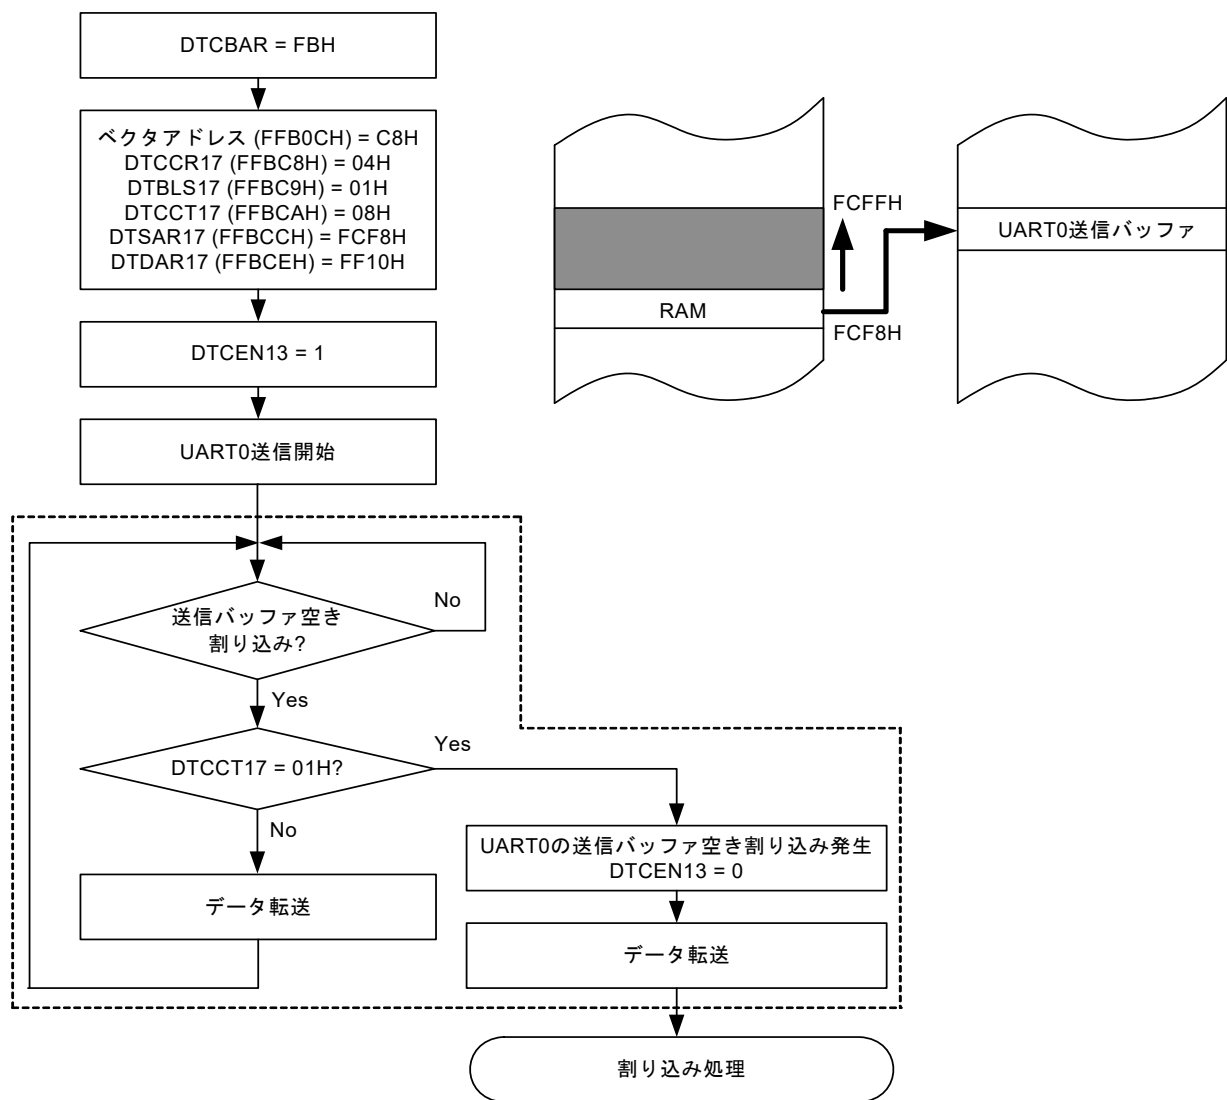 DTCBAR = FBH
ベクタアドレス (FFB0CH) = C8H
DTCCR17 (FFBC8H) = 04H
DTBLS17 (FFBC9H) = 01H
DTCCT17 (FFBCAH) = 08H
DTSAR17 (FFBCCH) = FCF8H
DTDAR17 (FFBCEH) = FF10H
DTCEN13 = 1
UART0送信開始
送信バッファ空き
割り込み?
No
Yes
DTCCT17 = 01H?
Yes
No
データ転送
UART0の送信バッファ空き割り込み発生
DTCEN13 = 0
データ転送
割り込み処理
FCFFH
RAM
FCF8H
UART0送信バッファ